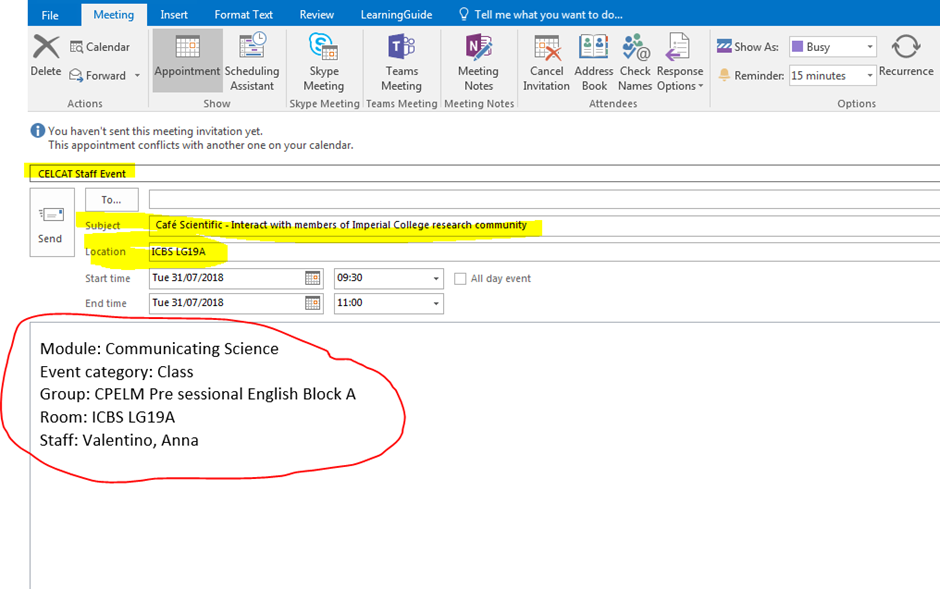 File Meeting Insert Format Text Review LearningGuide Tell me what you want to do...
Delete
Calendar
Forward
Actions
Appointment
Scheduling
Assistant
Show
Skype
Meeting
Skype Meeting
Teams
Meeting
Teams Meeting
Meeting
Notes
Meeting Notes
Cancel
Invitation
Address
Book
Check
Names
Response
Options
Attendees
Show As: Busy
Reminder: 15 minutes
Recurrence
Options
You haven't sent this meeting invitation yet.
This appointment conflicts with another one on your calendar.
CELCAT Staff Event
Send
To...
Subject Café Scientific - Interact with members of Imperial College research community
Location ICBS LG19A
Start time Tue 31/07/2018 09:30 All day event
End time Tue 31/07/2018 11:00
Module: Communicating Science
Event category: Class
Group: CPELM Pre sessional English Block A
Room: ICBS LG19A
Staff: Valentino, Anna